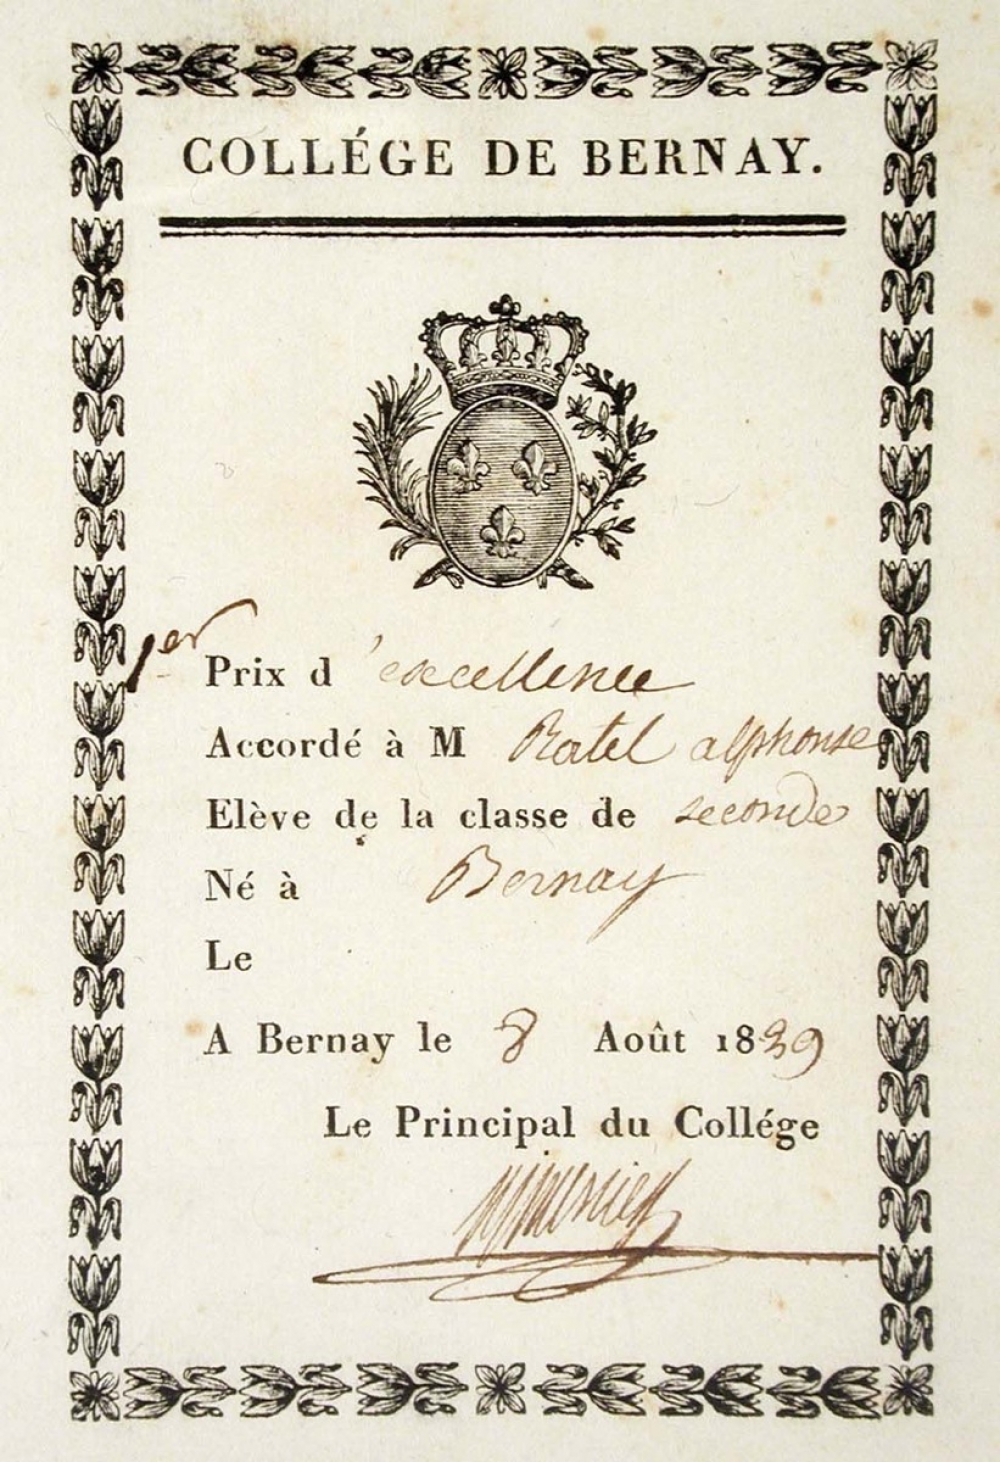 COLLÉGE DE BERNAY.
1er Prix d'excellence
Accordé à M Ratel alphonse
Elève de la classe de seconde
Né à Bernay
Le
A Bernay le 8 Août 1839
Le Principal du Collége